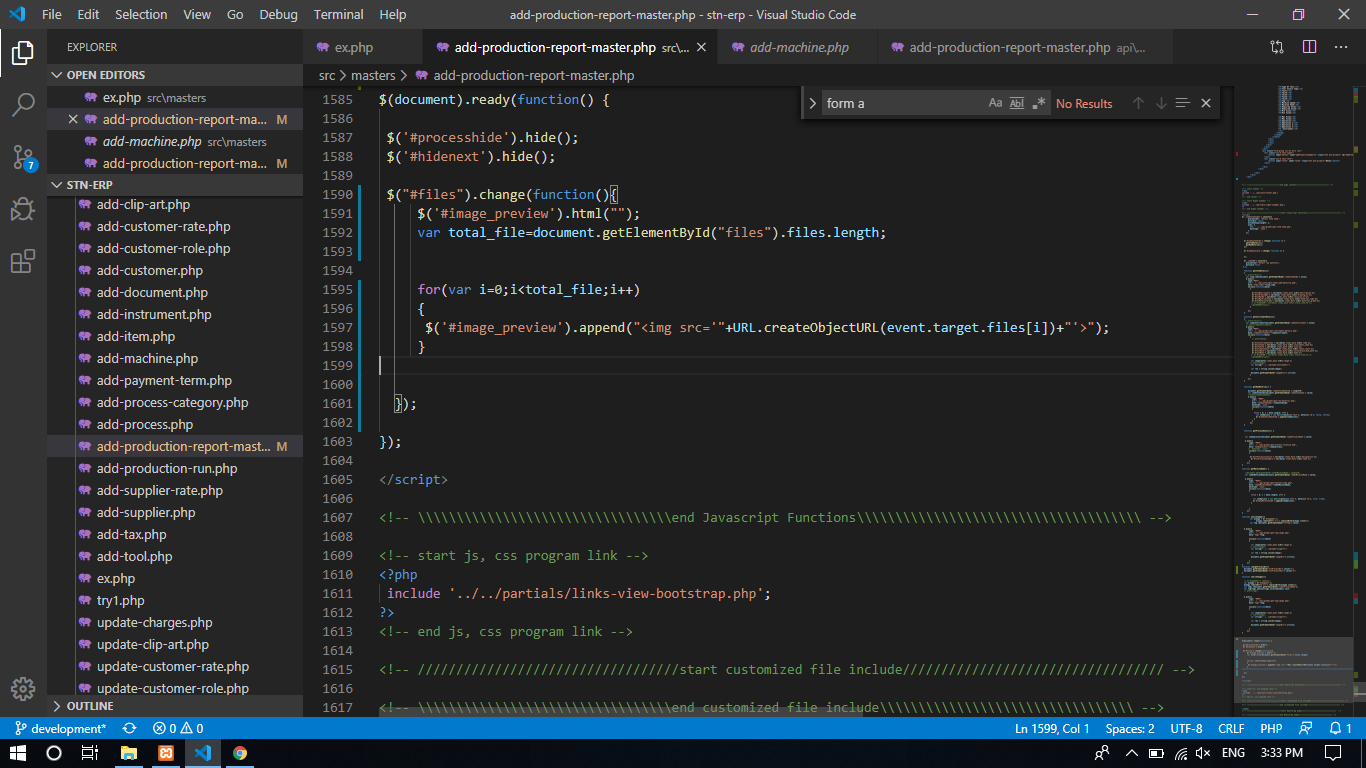 File Edit Selection View Go Debug Terminal Help
add-production-report-master.php - stn-erp - Visual Studio Code
EXPLORER
OPEN EDITORS
ex.php src\masters
add-production-report-ma... M
add-machine.php src\masters
add-production-report-ma... M
STN-ERP
add-clip-art.php
add-customer-rate.php
add-customer-role.php
add-customer.php
add-document.php
add-instrument.php
add-item.php
add-machine.php
add-payment-term.php
add-process-category.php
add-process.php
add-production-report-mast... M
add-production-run.php
add-supplier-rate.php
add-supplier.php
add-tax.php
add-tool.php
ex.php
try1.php
update-charges.php
update-clip-art.php
update-customer-rate.php
update-customer-role.php
OUTLINE
7
ex.php
add-production-report-master.php src\...
add-machine.php
add-production-report-master.php api\...
src > masters > add-production-report-master.php
form a
Aa Abl .*
No Results
1585 $(document).ready(function() {
1586
1587 $('#processhide').hide();
1588 $('#hidenext').hide();
1589
1590 $("#files").change(function(){
1591 $('#image_preview').html("");
1592 var total_file=document.getElementById("files").files.length;
1593
1594
1595 for(var i=0;i<total_file;i++)
1596 {
1597 $('#image_preview').append("<img src='"+URL.createObjectURL(event.target.files[i])+"'>");
1598 }
1599
1600
1601 });
1602
1603 });
1604
1605 </script>
1606
1607 <!-- \\\\\\\\\\\\\\\\\\\\\\\\\\\\\\\\\end Javascript Functions\\\\\\\\\\\\\\\\\\\\\\\\\\\\\\\\\\\\\ -->
1608
1609 <!-- start js, css program link -->
1610 <?php
1611 include '../../partials/links-view-bootstrap.php';
1612 ?>
1613 <!-- end js, css program link -->
1614
1615 <!-- //////////////////////////////////start customized file include////////////////////////////////// -->
1616
1617 <!-- \\\\\\\\\\\\\\\\\\\\\\\\\\\\\\\\\end customized file include\\\\\\\\\\\\\\\\\\\\\\\\\\\\\\\\\ -->
development* 0 0
Ln 1599, Col 1 Spaces: 2 UTF-8 CRLF PHP 1
ENG 3:33 PM